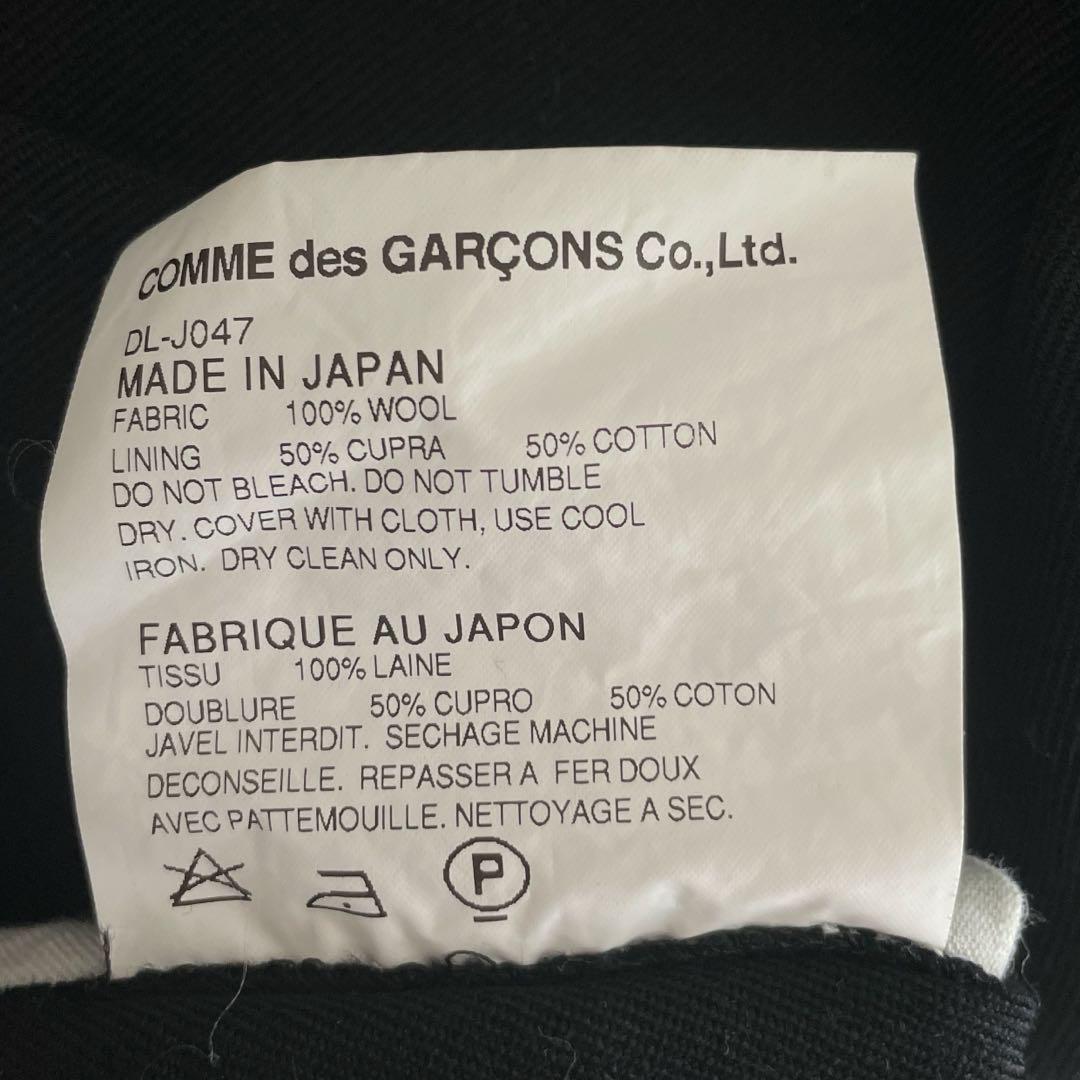 COMME des GARÇONS Co.,Ltd.
DL-J047
MADE IN JAPAN
FABRIC 100% WOOL
LINING 50% CUPRA 50% COTTON
DO NOT BLEACH. DO NOT TUMBLE
DRY. COVER WITH CLOTH, USE COOL
IRON. DRY CLEAN ONLY.
FABRIQUE AU JAPON
TISSU 100% LAINE
DOUBLURE 50% CUPRO 50% COTON
JAVEL INTERDIT. SECHAGE MACHINE
DECONSEILLE. REPASSER A FER DOUX
AVEC PATTEMOUILLE. NETTOYAGE A SEC.
P